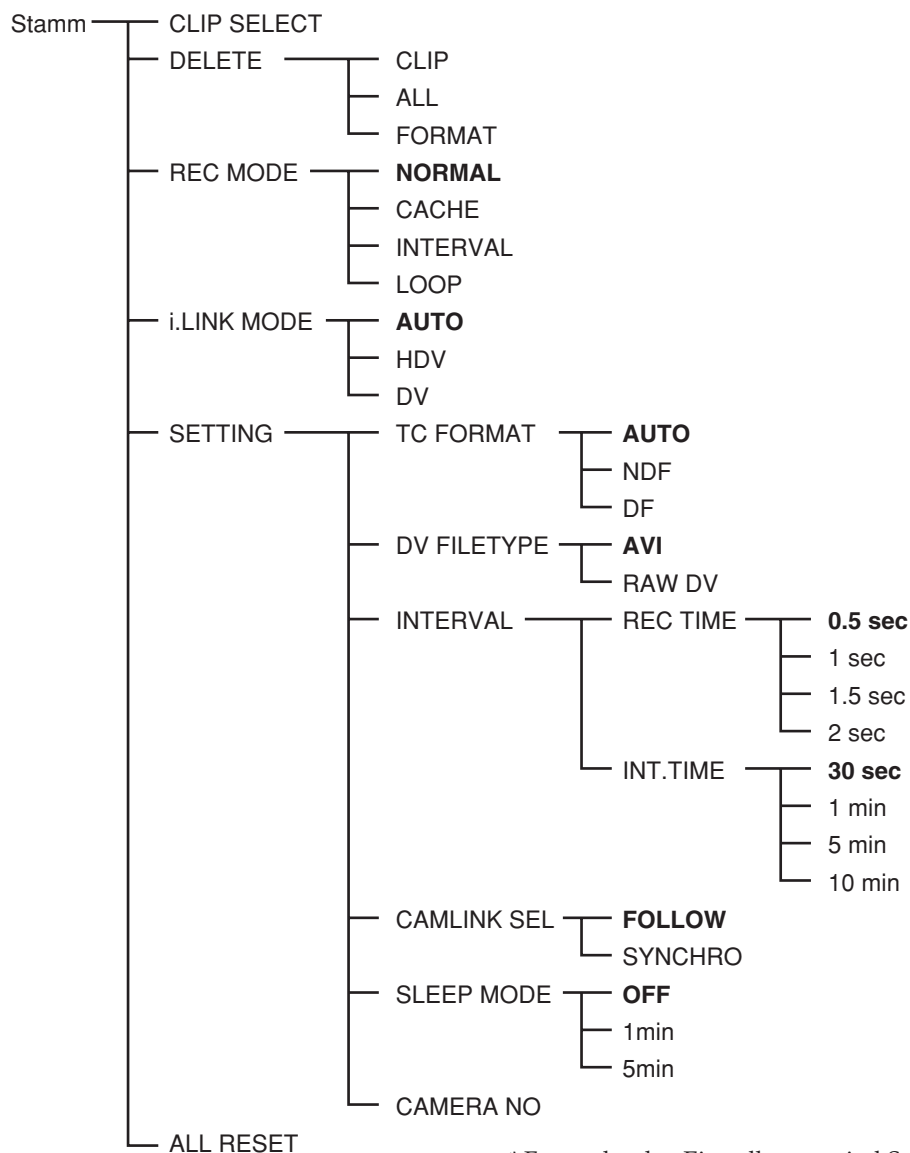 Stamm CLIP SELECT
DELETE CLIP
ALL
FORMAT
REC MODE NORMAL
CACHE
INTERVAL
LOOP
i.LINK MODE AUTO
HDV
DV
SETTING TC FORMAT AUTO
NDF
DF
DV FILETYPE AVI
RAW DV
INTERVAL REC TIME 0.5 sec
1 sec
1.5 sec
2 sec
INT.TIME 30 sec
1 min
5 min
10 min
CAMLINK SEL FOLLOW
SYNCHRO
SLEEP MODE OFF
1min
5min
CAMERA NO
ALL RESET